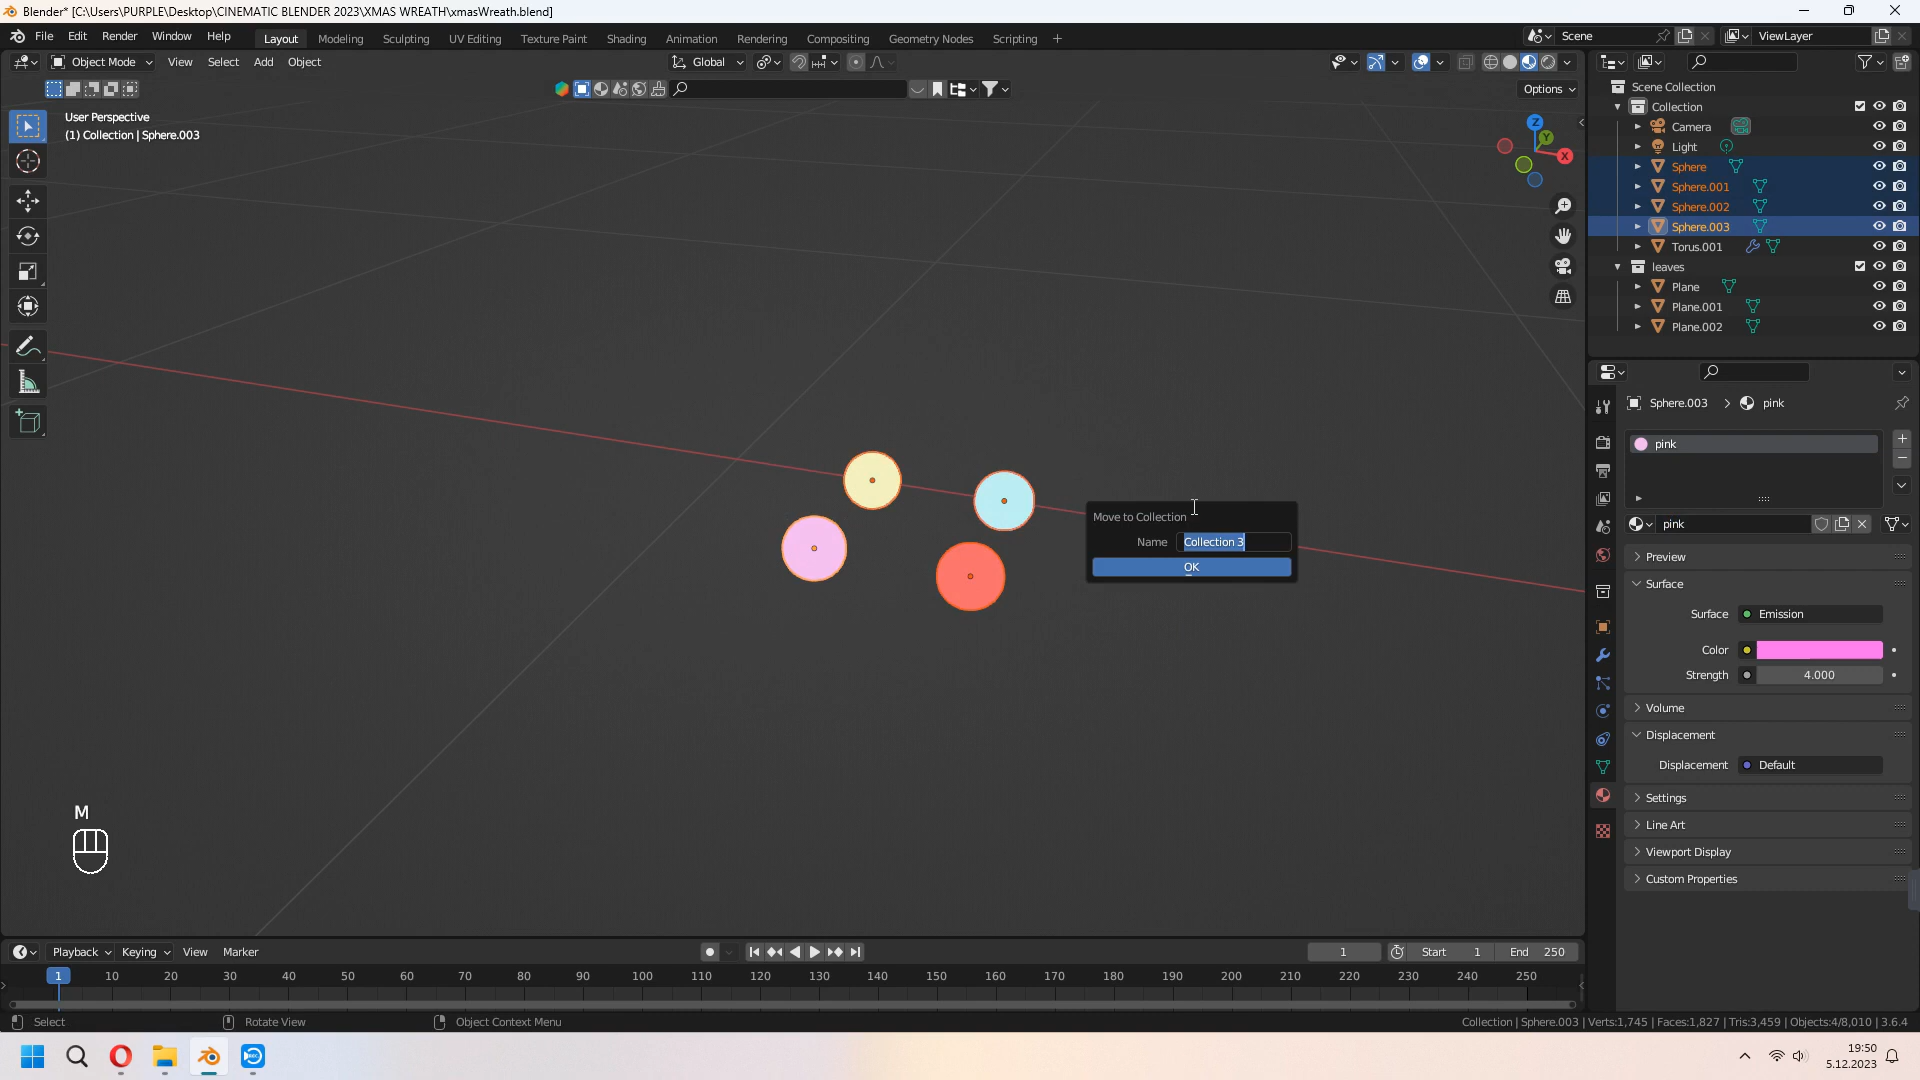 Blender* [C:\Users\PURPLE\Desktop\CINEMATIC BLENDER 2023\XMAS WREATH\xmasWreath.blend]
File Edit Render Window Help Layout Modeling Sculpting UV Editing Texture Paint Shading Animation Rendering Compositing Geometry Nodes Scripting + Scene ViewLayer
Object Mode View Select Add Object Global
Options
User Perspective
(1) Collection | Sphere.003
Z
Y
X
Scene Collection
Collection
Camera
Light
Sphere
Sphere.001
Sphere.002
Sphere.003
Torus.001
leaves
Plane
Plane.001
Plane.002
Sphere.003 > pink
pink
pink
Preview
Surface
Surface Emission
Color
Strength 4.000
Volume
Displacement
Displacement Default
Settings
Line Art
Viewport Display
Custom Properties
Move to Collection
Name Collection 3
OK
M
Playback Keying View Marker 1 Start 1 End 250
1 10 20 30 40 50 60 70 80 90 100 110 120 130 140 150 160 170 180 190 200 210 220 230 240 250
Select Rotate View Object Context Menu Collection | Sphere.003 | Verts:1,745 | Faces:1,827 | Tris:3,459 | Objects:4/8,010 | 3.6.4
19:50
5.12.2023